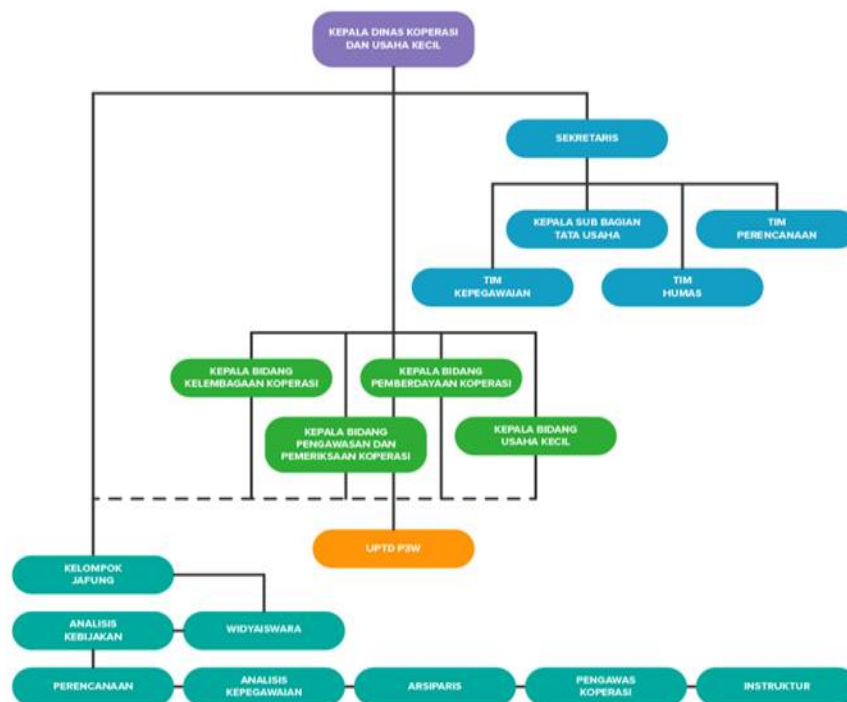 KEPALA DINAS KOPERASI
DAN USAHA KECIL
SEKRETARIS
KEPALA SUB BAGIAN
TATA USAHA
TIM
PERENCANAAN
TIM
KEPEGAWAIAN
TIM
HUMAS
KEPALA BIDANG
KELEMBAGAAN KOPERASI
KEPALA BIDANG
PEMBERDAYAAN KOPERASI
KEPALA BIDANG
PENGAWASAN DAN
PEMERIKSAAN KOPERASI
KEPALA BIDANG
USAHA KECIL
UPTD P3W
KELOMPOK
JAFUNG
ANALISIS
KEBIJAKAN
WIDYAISWARA
PERENCANAAN
ANALISIS
KEPEGAWAIAN
ARSIPARIS
PENGAWAS
KOPERASI
INSTRUKTUR